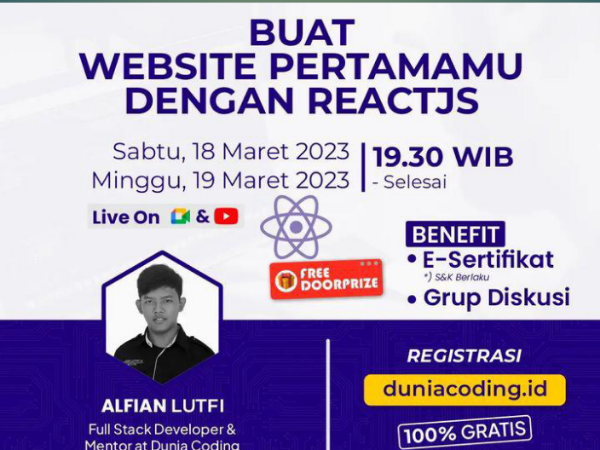 BUAT
WEBSITE PERTAMAMU
DENGAN REACTJS
Sabtu, 18 Maret 2023
Minggu, 19 Maret 2023
19.30 WIB
- Selesai
Live On & 
BENEFIT
• E-Sertifikat
*) S&K Berlaku
• Grup Diskusi
FREE
DOORPRIZE
ALFIAN LUTFI
Full Stack Developer &
Mentor at Dunia Coding
REGISTRASI
duniacoding.id
100% GRATIS